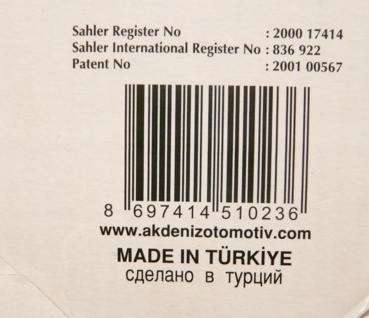 Sahler Register No : 2000 17414
Sahler International Register No : 836 922
Patent No : 2001 00567
8 697414 510236
www.akdenizotomotiv.com
MADE IN TÜRKİYE
сделано в турций